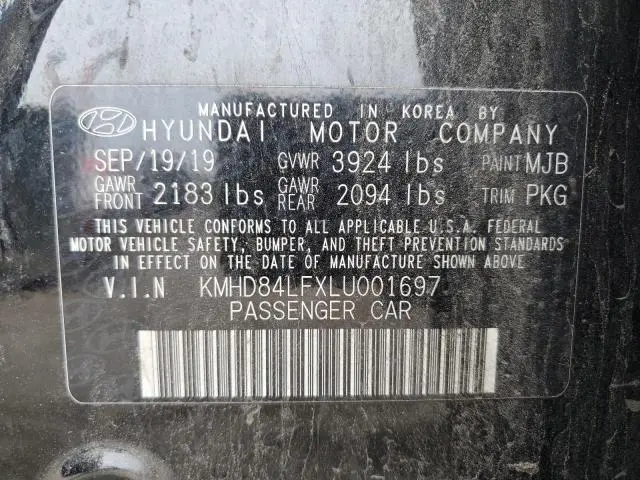 MANUFACTURED IN KOREA BY
HYUNDAI MOTOR COMPANY
SEP/19/19 GVWR 3924 lbs PAINT MJB
GAWR FRONT 2183 lbs GAWR REAR 2094 lbs TRIM PKG
THIS VEHICLE CONFORMS TO ALL APPLICABLE U.S.A. FEDERAL
MOTOR VEHICLE SAFETY, BUMPER, AND THEFT PREVENTION STANDARDS
IN EFFECT ON THE DATE OF MANUFACTURE SHOWN ABOVE
V.I.N KMHD84LFXLU001697
PASSENGER CAR